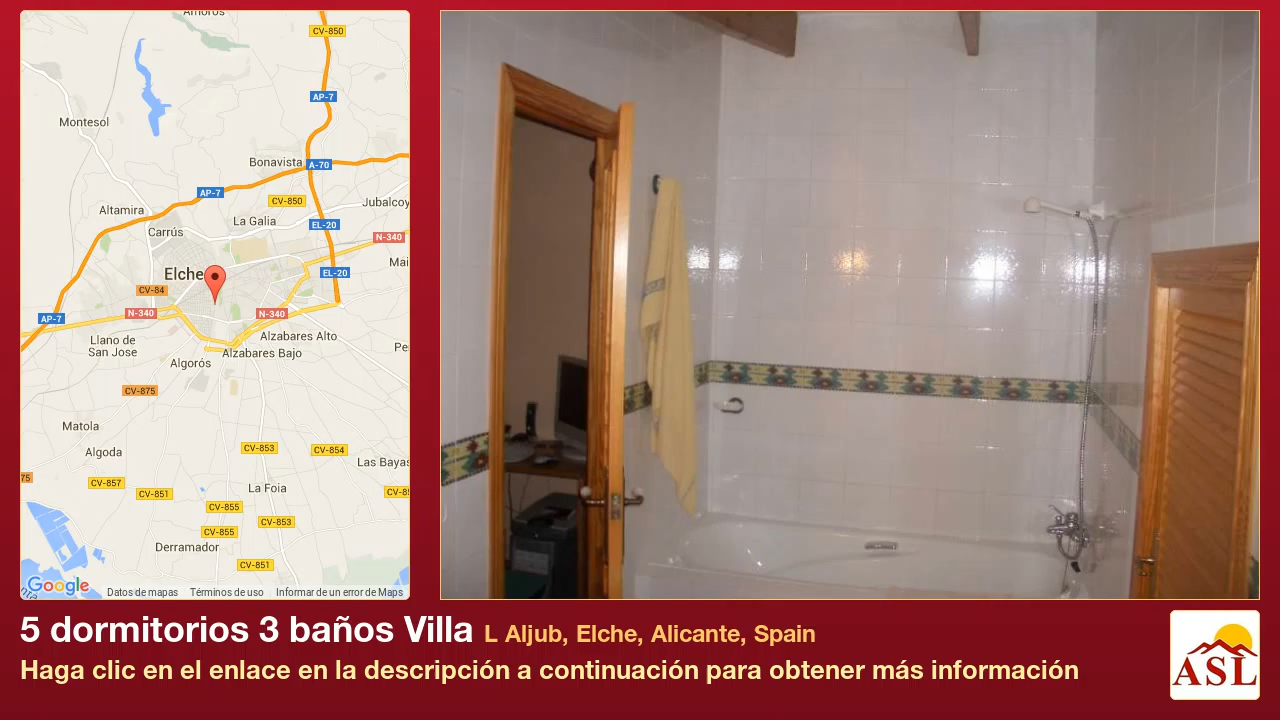 Amorós
CV-850
AP-7
Montesol
Bonavista
A-70
AP-7
CV-850
Jubalcoy
Altamira
La Galia
EL-20
Carrús
N-340
Elche
EL-20
CV-84
N-340
N-340
AP-7
Llano de
San Jose
Alzabares Alto
Alzabares Bajo
Algorós
CV-875
Matola
Algoda
CV-853
CV-854
Las Bayas
75
CV-857
CV-851
La Foia
CV-855
CV-853
CV-855
Derramador
CV-851
Google
Datos de mapas
Términos de uso
Informar de un error de Maps
5 dormitorios 3 baños Villa L Aljub, Elche, Alicante, Spain
Haga clic en el enlace en la descripción a continuación para obtener más información
ASL